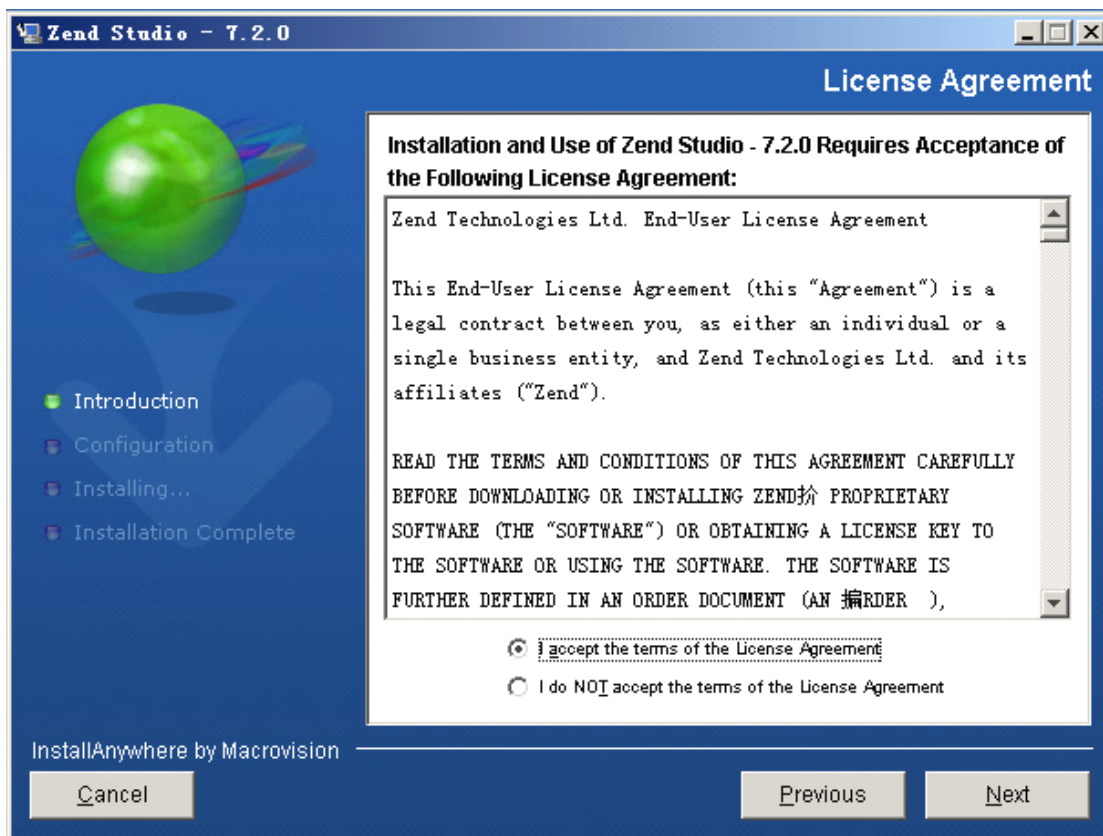 Zend Studio - 7.2.0
License Agreement
Installation and Use of Zend Studio - 7.2.0 Requires Acceptance of
the Following License Agreement:
Zend Technologies Ltd. End-User License Agreement
This End-User License Agreement (this "Agreement") is a
legal contract between you, as either an individual or a
single business entity, and Zend Technologies Ltd. and its
affiliates ("Zend").
READ THE TERMS AND CONDITIONS OF THIS AGREEMENT CAREFULLY
BEFORE DOWNLOADING OR INSTALLING ZEND扴 PROPRIETARY
SOFTWARE (THE "SOFTWARE") OR OBTAINING A LICENSE KEY TO
THE SOFTWARE OR USING THE SOFTWARE. THE SOFTWARE IS
FURTHER DEFINED IN AN ORDER DOCUMENT (AN 揙RDER  ),
I accept the terms of the License Agreement
I do NOT accept the terms of the License Agreement
Introduction
Configuration
Installing...
Installation Complete
InstallAnywhere by Macrovision
Cancel
Previous
Next